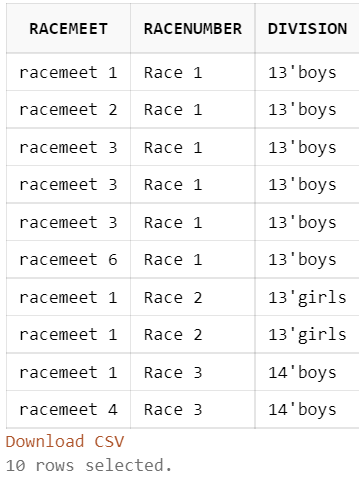 RACEMEET RACENUMBER DIVISION
racemeet 1 Race 1 13'boys
racemeet 2 Race 1 13'boys
racemeet 3 Race 1 13'boys
racemeet 3 Race 1 13'boys
racemeet 3 Race 1 13'boys
racemeet 6 Race 1 13'boys
racemeet 1 Race 2 13'girls
racemeet 1 Race 2 13'girls
racemeet 1 Race 3 14'boys
racemeet 4 Race 3 14'boys
Download CSV
10 rows selected.